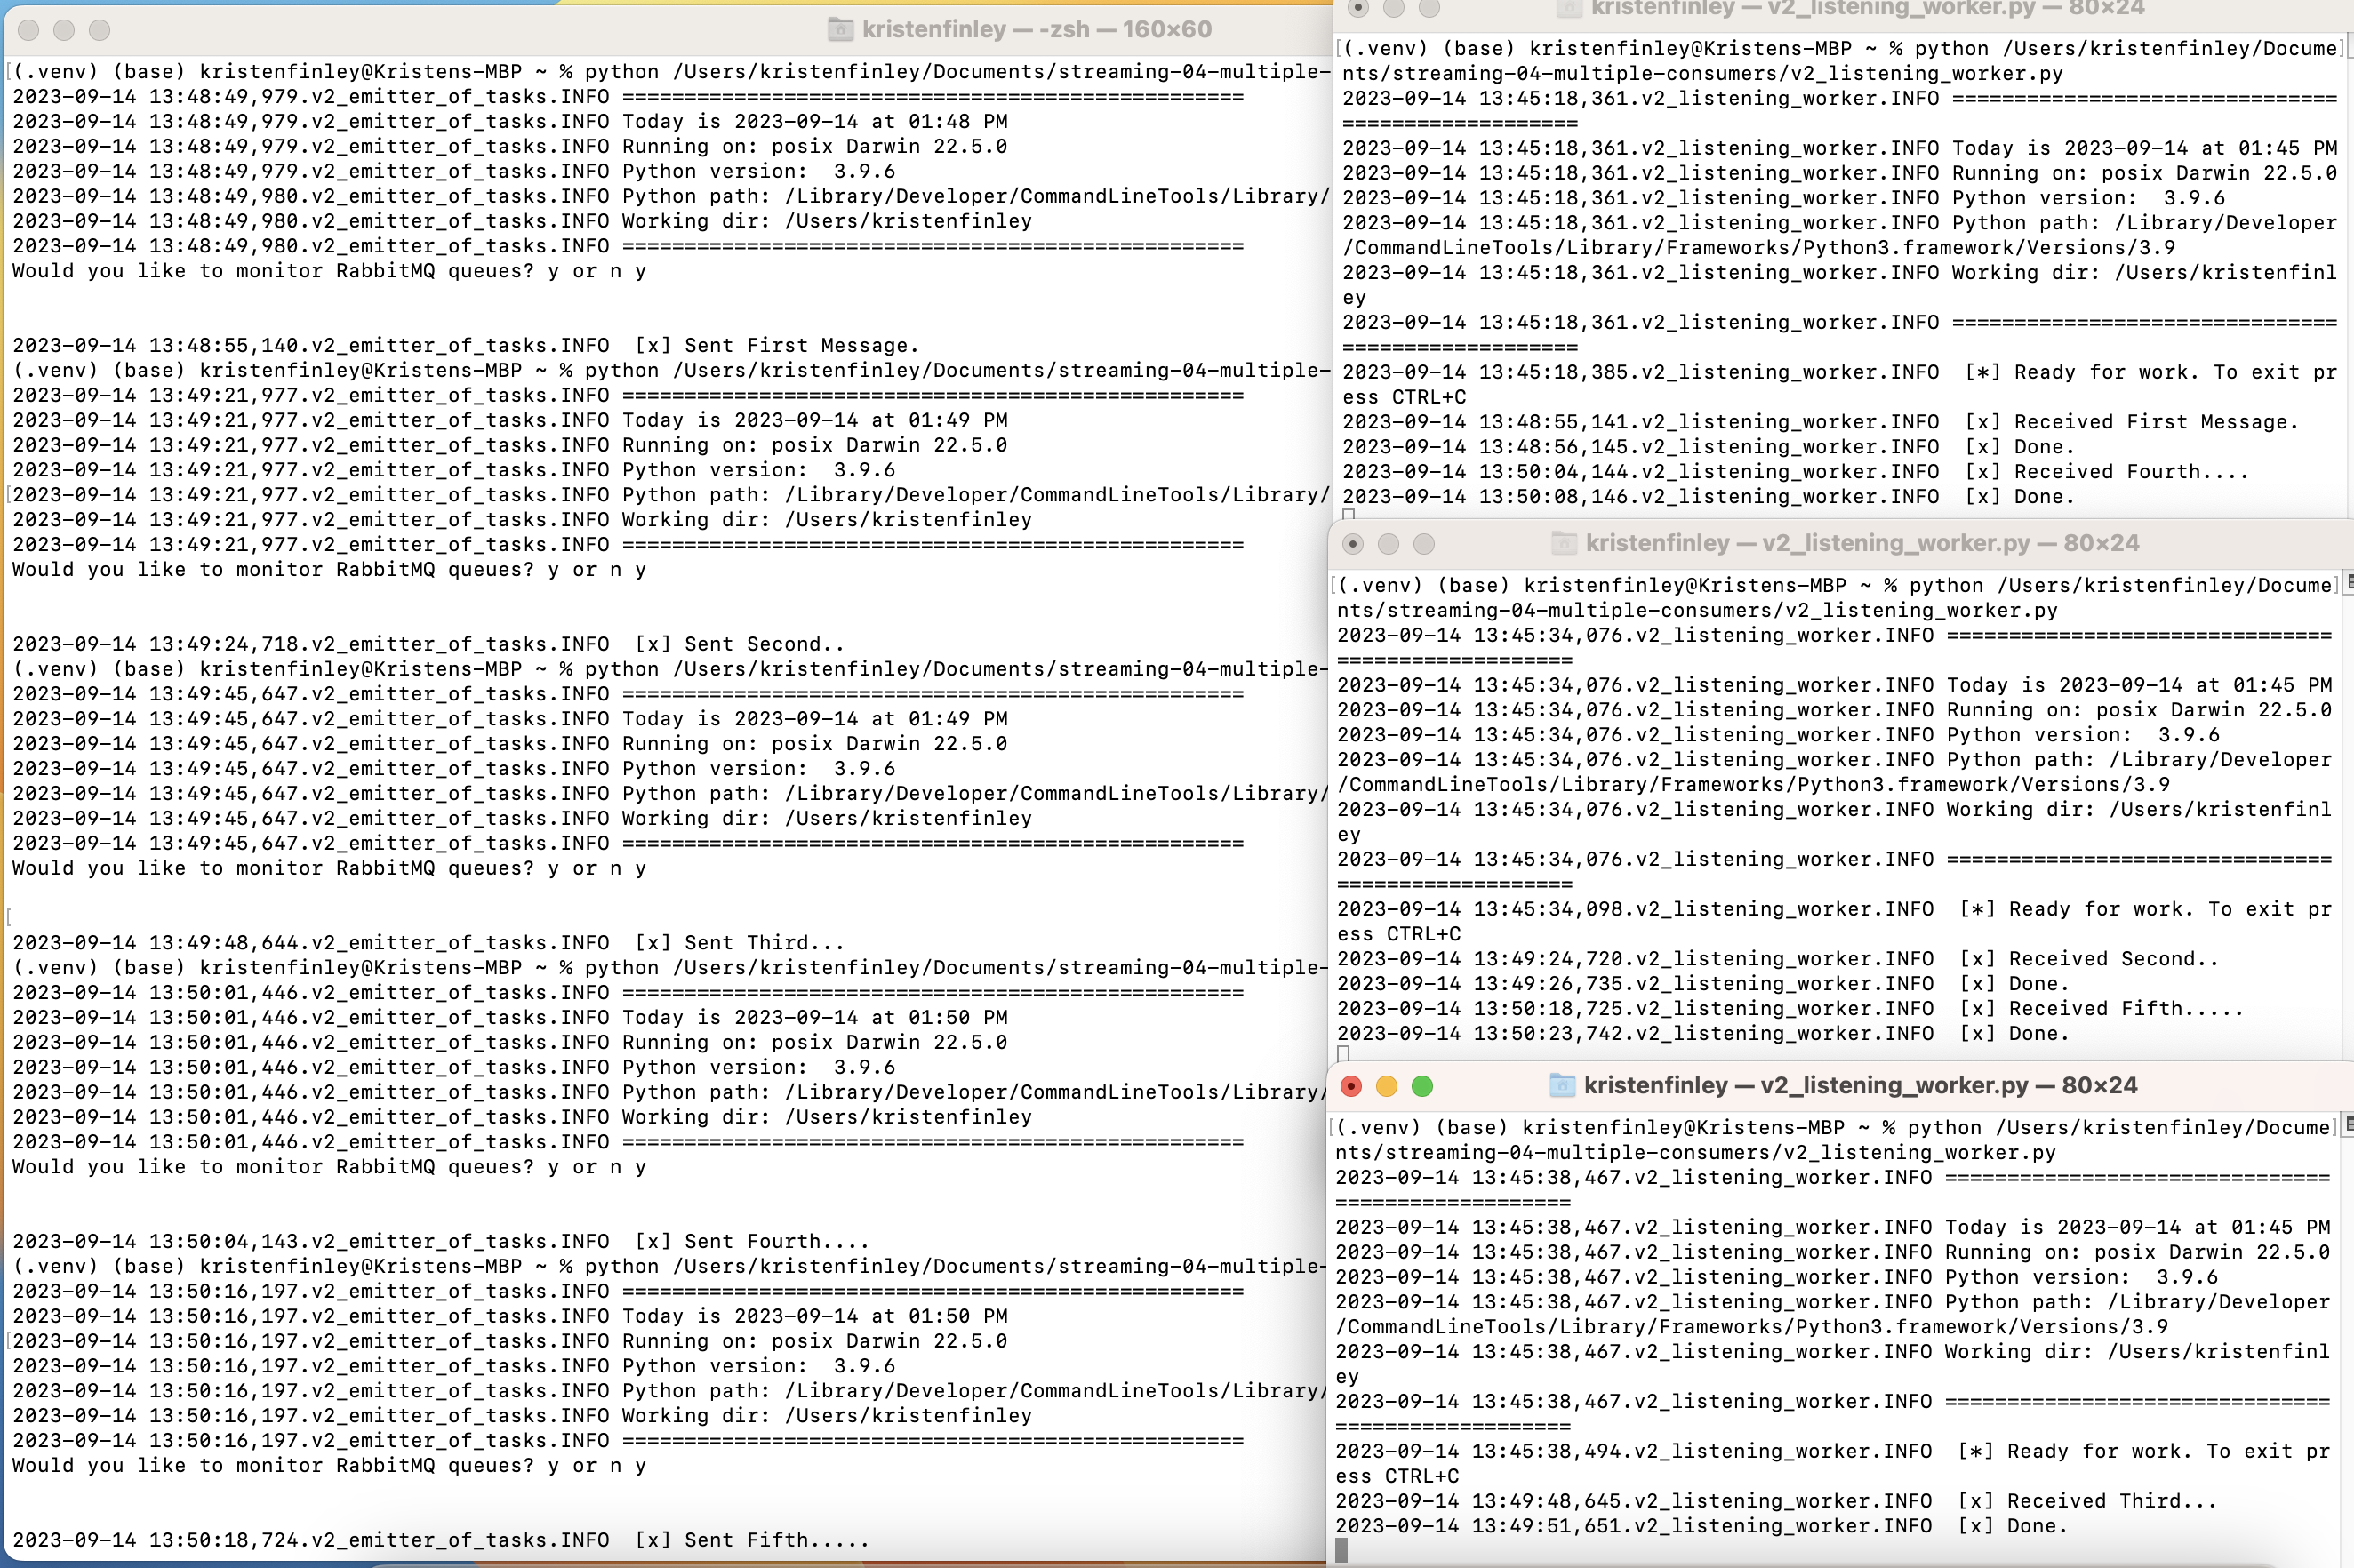 kristenfinley — -zsh — 160×60
[(.venv) (base) kristenfinley@Kristens-MBP ~ % python /Users/kristenfinley/Documents/streaming-04-multiple-
2023-09-14 13:48:49,979.v2_emitter_of_tasks.INFO ==================================================
2023-09-14 13:48:49,979.v2_emitter_of_tasks.INFO Today is 2023-09-14 at 01:48 PM
2023-09-14 13:48:49,979.v2_emitter_of_tasks.INFO Running on: posix Darwin 22.5.0
2023-09-14 13:48:49,979.v2_emitter_of_tasks.INFO Python version:  3.9.6
2023-09-14 13:48:49,980.v2_emitter_of_tasks.INFO Python path: /Library/Developer/CommandLineTools/Library/
2023-09-14 13:48:49,980.v2_emitter_of_tasks.INFO Working dir: /Users/kristenfinley
2023-09-14 13:48:49,980.v2_emitter_of_tasks.INFO ==================================================
Would you like to monitor RabbitMQ queues? y or n y
2023-09-14 13:48:55,140.v2_emitter_of_tasks.INFO  [x] Sent First Message.
(.venv) (base) kristenfinley@Kristens-MBP ~ % python /Users/kristenfinley/Documents/streaming-04-multiple-
2023-09-14 13:49:21,977.v2_emitter_of_tasks.INFO ==================================================
2023-09-14 13:49:21,977.v2_emitter_of_tasks.INFO Today is 2023-09-14 at 01:49 PM
2023-09-14 13:49:21,977.v2_emitter_of_tasks.INFO Running on: posix Darwin 22.5.0
2023-09-14 13:49:21,977.v2_emitter_of_tasks.INFO Python version:  3.9.6
[2023-09-14 13:49:21,977.v2_emitter_of_tasks.INFO Python path: /Library/Developer/CommandLineTools/Library/
2023-09-14 13:49:21,977.v2_emitter_of_tasks.INFO Working dir: /Users/kristenfinley
2023-09-14 13:49:21,977.v2_emitter_of_tasks.INFO ==================================================
Would you like to monitor RabbitMQ queues? y or n y
2023-09-14 13:49:24,718.v2_emitter_of_tasks.INFO  [x] Sent Second..
(.venv) (base) kristenfinley@Kristens-MBP ~ % python /Users/kristenfinley/Documents/streaming-04-multiple-
2023-09-14 13:49:45,647.v2_emitter_of_tasks.INFO ==================================================
2023-09-14 13:49:45,647.v2_emitter_of_tasks.INFO Today is 2023-09-14 at 01:49 PM
2023-09-14 13:49:45,647.v2_emitter_of_tasks.INFO Running on: posix Darwin 22.5.0
2023-09-14 13:49:45,647.v2_emitter_of_tasks.INFO Python version:  3.9.6
2023-09-14 13:49:45,647.v2_emitter_of_tasks.INFO Python path: /Library/Developer/CommandLineTools/Library/
2023-09-14 13:49:45,647.v2_emitter_of_tasks.INFO Working dir: /Users/kristenfinley
2023-09-14 13:49:45,647.v2_emitter_of_tasks.INFO ==================================================
Would you like to monitor RabbitMQ queues? y or n y
[
2023-09-14 13:49:48,644.v2_emitter_of_tasks.INFO  [x] Sent Third...
(.venv) (base) kristenfinley@Kristens-MBP ~ % python /Users/kristenfinley/Documents/streaming-04-multiple-
2023-09-14 13:50:01,446.v2_emitter_of_tasks.INFO ==================================================
2023-09-14 13:50:01,446.v2_emitter_of_tasks.INFO Today is 2023-09-14 at 01:50 PM
2023-09-14 13:50:01,446.v2_emitter_of_tasks.INFO Running on: posix Darwin 22.5.0
2023-09-14 13:50:01,446.v2_emitter_of_tasks.INFO Python version:  3.9.6
2023-09-14 13:50:01,446.v2_emitter_of_tasks.INFO Python path: /Library/Developer/CommandLineTools/Library/
2023-09-14 13:50:01,446.v2_emitter_of_tasks.INFO Working dir: /Users/kristenfinley
2023-09-14 13:50:01,446.v2_emitter_of_tasks.INFO ==================================================
Would you like to monitor RabbitMQ queues? y or n y
2023-09-14 13:50:04,143.v2_emitter_of_tasks.INFO  [x] Sent Fourth....
(.venv) (base) kristenfinley@Kristens-MBP ~ % python /Users/kristenfinley/Documents/streaming-04-multiple-
2023-09-14 13:50:16,197.v2_emitter_of_tasks.INFO ==================================================
2023-09-14 13:50:16,197.v2_emitter_of_tasks.INFO Today is 2023-09-14 at 01:50 PM
[2023-09-14 13:50:16,197.v2_emitter_of_tasks.INFO Running on: posix Darwin 22.5.0
2023-09-14 13:50:16,197.v2_emitter_of_tasks.INFO Python version:  3.9.6
2023-09-14 13:50:16,197.v2_emitter_of_tasks.INFO Python path: /Library/Developer/CommandLineTools/Library/
2023-09-14 13:50:16,197.v2_emitter_of_tasks.INFO Working dir: /Users/kristenfinley
2023-09-14 13:50:16,197.v2_emitter_of_tasks.INFO ==================================================
Would you like to monitor RabbitMQ queues? y or n y
2023-09-14 13:50:18,724.v2_emitter_of_tasks.INFO  [x] Sent Fifth.....
kristenfinley — v2_listening_worker.py — 80×24
[(.venv) (base) kristenfinley@Kristens-MBP ~ % python /Users/kristenfinley/Docume]
nts/streaming-04-multiple-consumers/v2_listening_worker.py
2023-09-14 13:45:18,361.v2_listening_worker.INFO ===============================
===================
2023-09-14 13:45:18,361.v2_listening_worker.INFO Today is 2023-09-14 at 01:45 PM
2023-09-14 13:45:18,361.v2_listening_worker.INFO Running on: posix Darwin 22.5.0
2023-09-14 13:45:18,361.v2_listening_worker.INFO Python version:  3.9.6
2023-09-14 13:45:18,361.v2_listening_worker.INFO Python path: /Library/Developer
/CommandLineTools/Library/Frameworks/Python3.framework/Versions/3.9
2023-09-14 13:45:18,361.v2_listening_worker.INFO Working dir: /Users/kristenfinl
ey
2023-09-14 13:45:18,361.v2_listening_worker.INFO ===============================
===================
2023-09-14 13:45:18,385.v2_listening_worker.INFO  [*] Ready for work. To exit pr
ess CTRL+C
2023-09-14 13:48:55,141.v2_listening_worker.INFO  [x] Received First Message.
2023-09-14 13:48:56,145.v2_listening_worker.INFO  [x] Done.
2023-09-14 13:50:04,144.v2_listening_worker.INFO  [x] Received Fourth....
2023-09-14 13:50:08,146.v2_listening_worker.INFO  [x] Done.
kristenfinley — v2_listening_worker.py — 80×24
[(.venv) (base) kristenfinley@Kristens-MBP ~ % python /Users/kristenfinley/Docume]
nts/streaming-04-multiple-consumers/v2_listening_worker.py
2023-09-14 13:45:34,076.v2_listening_worker.INFO ===============================
===================
2023-09-14 13:45:34,076.v2_listening_worker.INFO Today is 2023-09-14 at 01:45 PM
2023-09-14 13:45:34,076.v2_listening_worker.INFO Running on: posix Darwin 22.5.0
2023-09-14 13:45:34,076.v2_listening_worker.INFO Python version:  3.9.6
2023-09-14 13:45:34,076.v2_listening_worker.INFO Python path: /Library/Developer
/CommandLineTools/Library/Frameworks/Python3.framework/Versions/3.9
2023-09-14 13:45:34,076.v2_listening_worker.INFO Working dir: /Users/kristenfinl
ey
2023-09-14 13:45:34,076.v2_listening_worker.INFO ===============================
===================
2023-09-14 13:45:34,098.v2_listening_worker.INFO  [*] Ready for work. To exit pr
ess CTRL+C
2023-09-14 13:49:24,720.v2_listening_worker.INFO  [x] Received Second..
2023-09-14 13:49:26,735.v2_listening_worker.INFO  [x] Done.
2023-09-14 13:50:18,725.v2_listening_worker.INFO  [x] Received Fifth.....
2023-09-14 13:50:23,742.v2_listening_worker.INFO  [x] Done.
kristenfinley — v2_listening_worker.py — 80×24
[(.venv) (base) kristenfinley@Kristens-MBP ~ % python /Users/kristenfinley/Docume]
nts/streaming-04-multiple-consumers/v2_listening_worker.py
2023-09-14 13:45:38,467.v2_listening_worker.INFO ===============================
===================
2023-09-14 13:45:38,467.v2_listening_worker.INFO Today is 2023-09-14 at 01:45 PM
2023-09-14 13:45:38,467.v2_listening_worker.INFO Running on: posix Darwin 22.5.0
2023-09-14 13:45:38,467.v2_listening_worker.INFO Python version:  3.9.6
2023-09-14 13:45:38,467.v2_listening_worker.INFO Python path: /Library/Developer
/CommandLineTools/Library/Frameworks/Python3.framework/Versions/3.9
2023-09-14 13:45:38,467.v2_listening_worker.INFO Working dir: /Users/kristenfinl
ey
2023-09-14 13:45:38,467.v2_listening_worker.INFO ===============================
===================
2023-09-14 13:45:38,494.v2_listening_worker.INFO  [*] Ready for work. To exit pr
ess CTRL+C
2023-09-14 13:49:48,645.v2_listening_worker.INFO  [x] Received Third...
2023-09-14 13:49:51,651.v2_listening_worker.INFO  [x] Done.